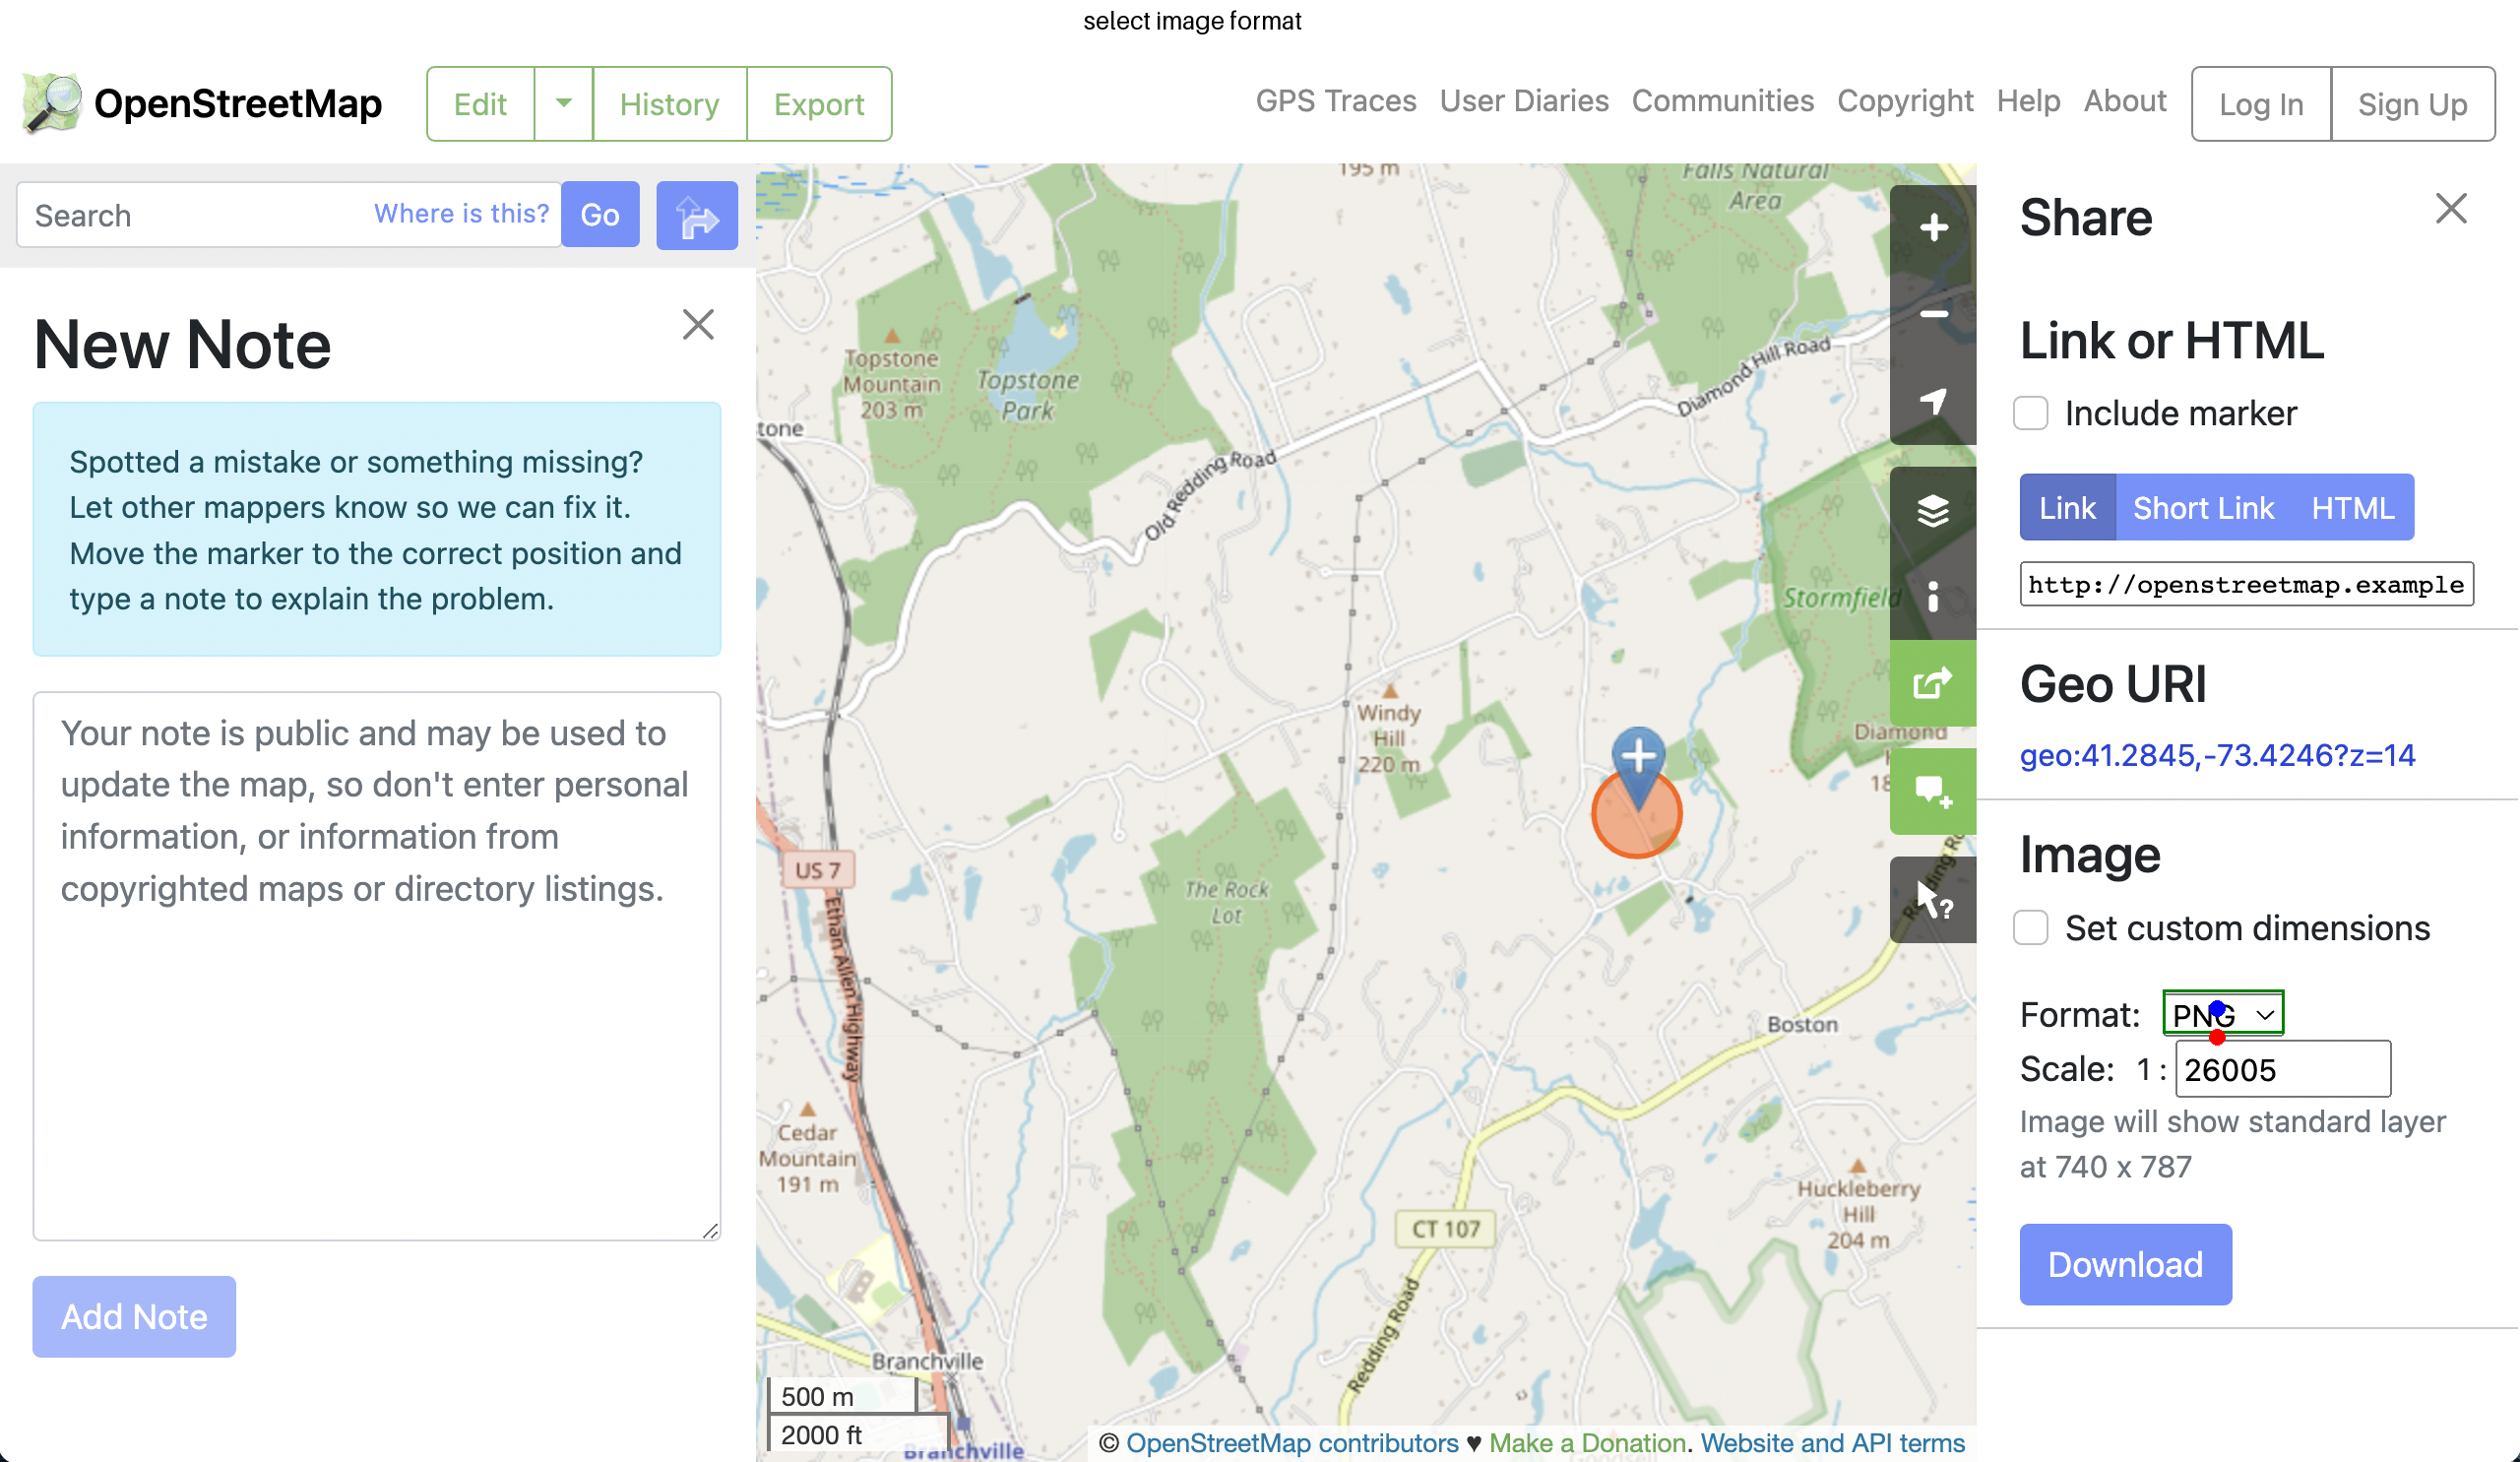 select image format
OpenStreetMap
Edit
History
Export
GPS Traces
User Diaries
Communities
Copyright
Help
About
Log In
Sign Up
Search
Where is this?
Go
New Note
Spotted a mistake or something missing?
Let other mappers know so we can fix it.
Move the marker to the correct position and
type a note to explain the problem.
Your note is public and may be used to
update the map, so don't enter personal
information, or information from
copyrighted maps or directory listings.
Add Note
195 m
Falls Natural
Area
Topstone
Mountain
203 m
Topstone
Park
Diamond Hill Road
tone
Old Redding Road
Stormfield
Windy
Hill
220 m
Diamond
US 7
Ethan Allen Highway
The Rock
Lot
Boston
Cedar
Mountain
191 m
Huckleberry
Hill
204 m
CT 107
Redding Road
Branchville
500 m
2000 ft
Branchville
© OpenStreetMap contributors ♥ Make a Donation. Website and API terms
Share
Link or HTML
Include marker
Link
Short Link
HTML
http://openstreetmap.example
Geo URI
geo:41.2845,-73.4246?z=14
Image
Set custom dimensions
Format: PNG
Scale: 1 : 26005
Image will show standard layer
at 740 x 787
Download